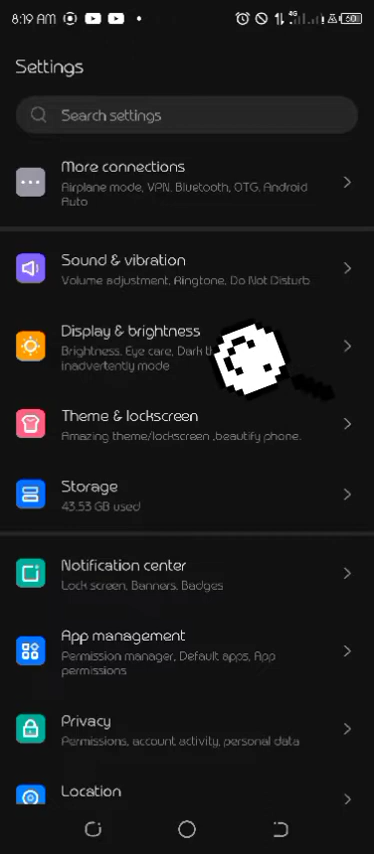 8:19 AM
4G
60
Settings
Search settings
More connections
Airplane mode, VPN, Bluetooth, OTG, Android
Auto
Sound & vibration
Volume adjustment, Ringtone, Do Not Disturb
Display & brightness
Brightness, Eye care, Dark
inadvertently mode
Theme & lockscreen
Amazing theme/lockscreen ,beautify phone.
Storage
43.53 GB used
Notification center
Lock screen, Banners, Badges
App management
Permission manager, Default apps, App
permissions
Privacy
Permissions, account activity, personal data
Location